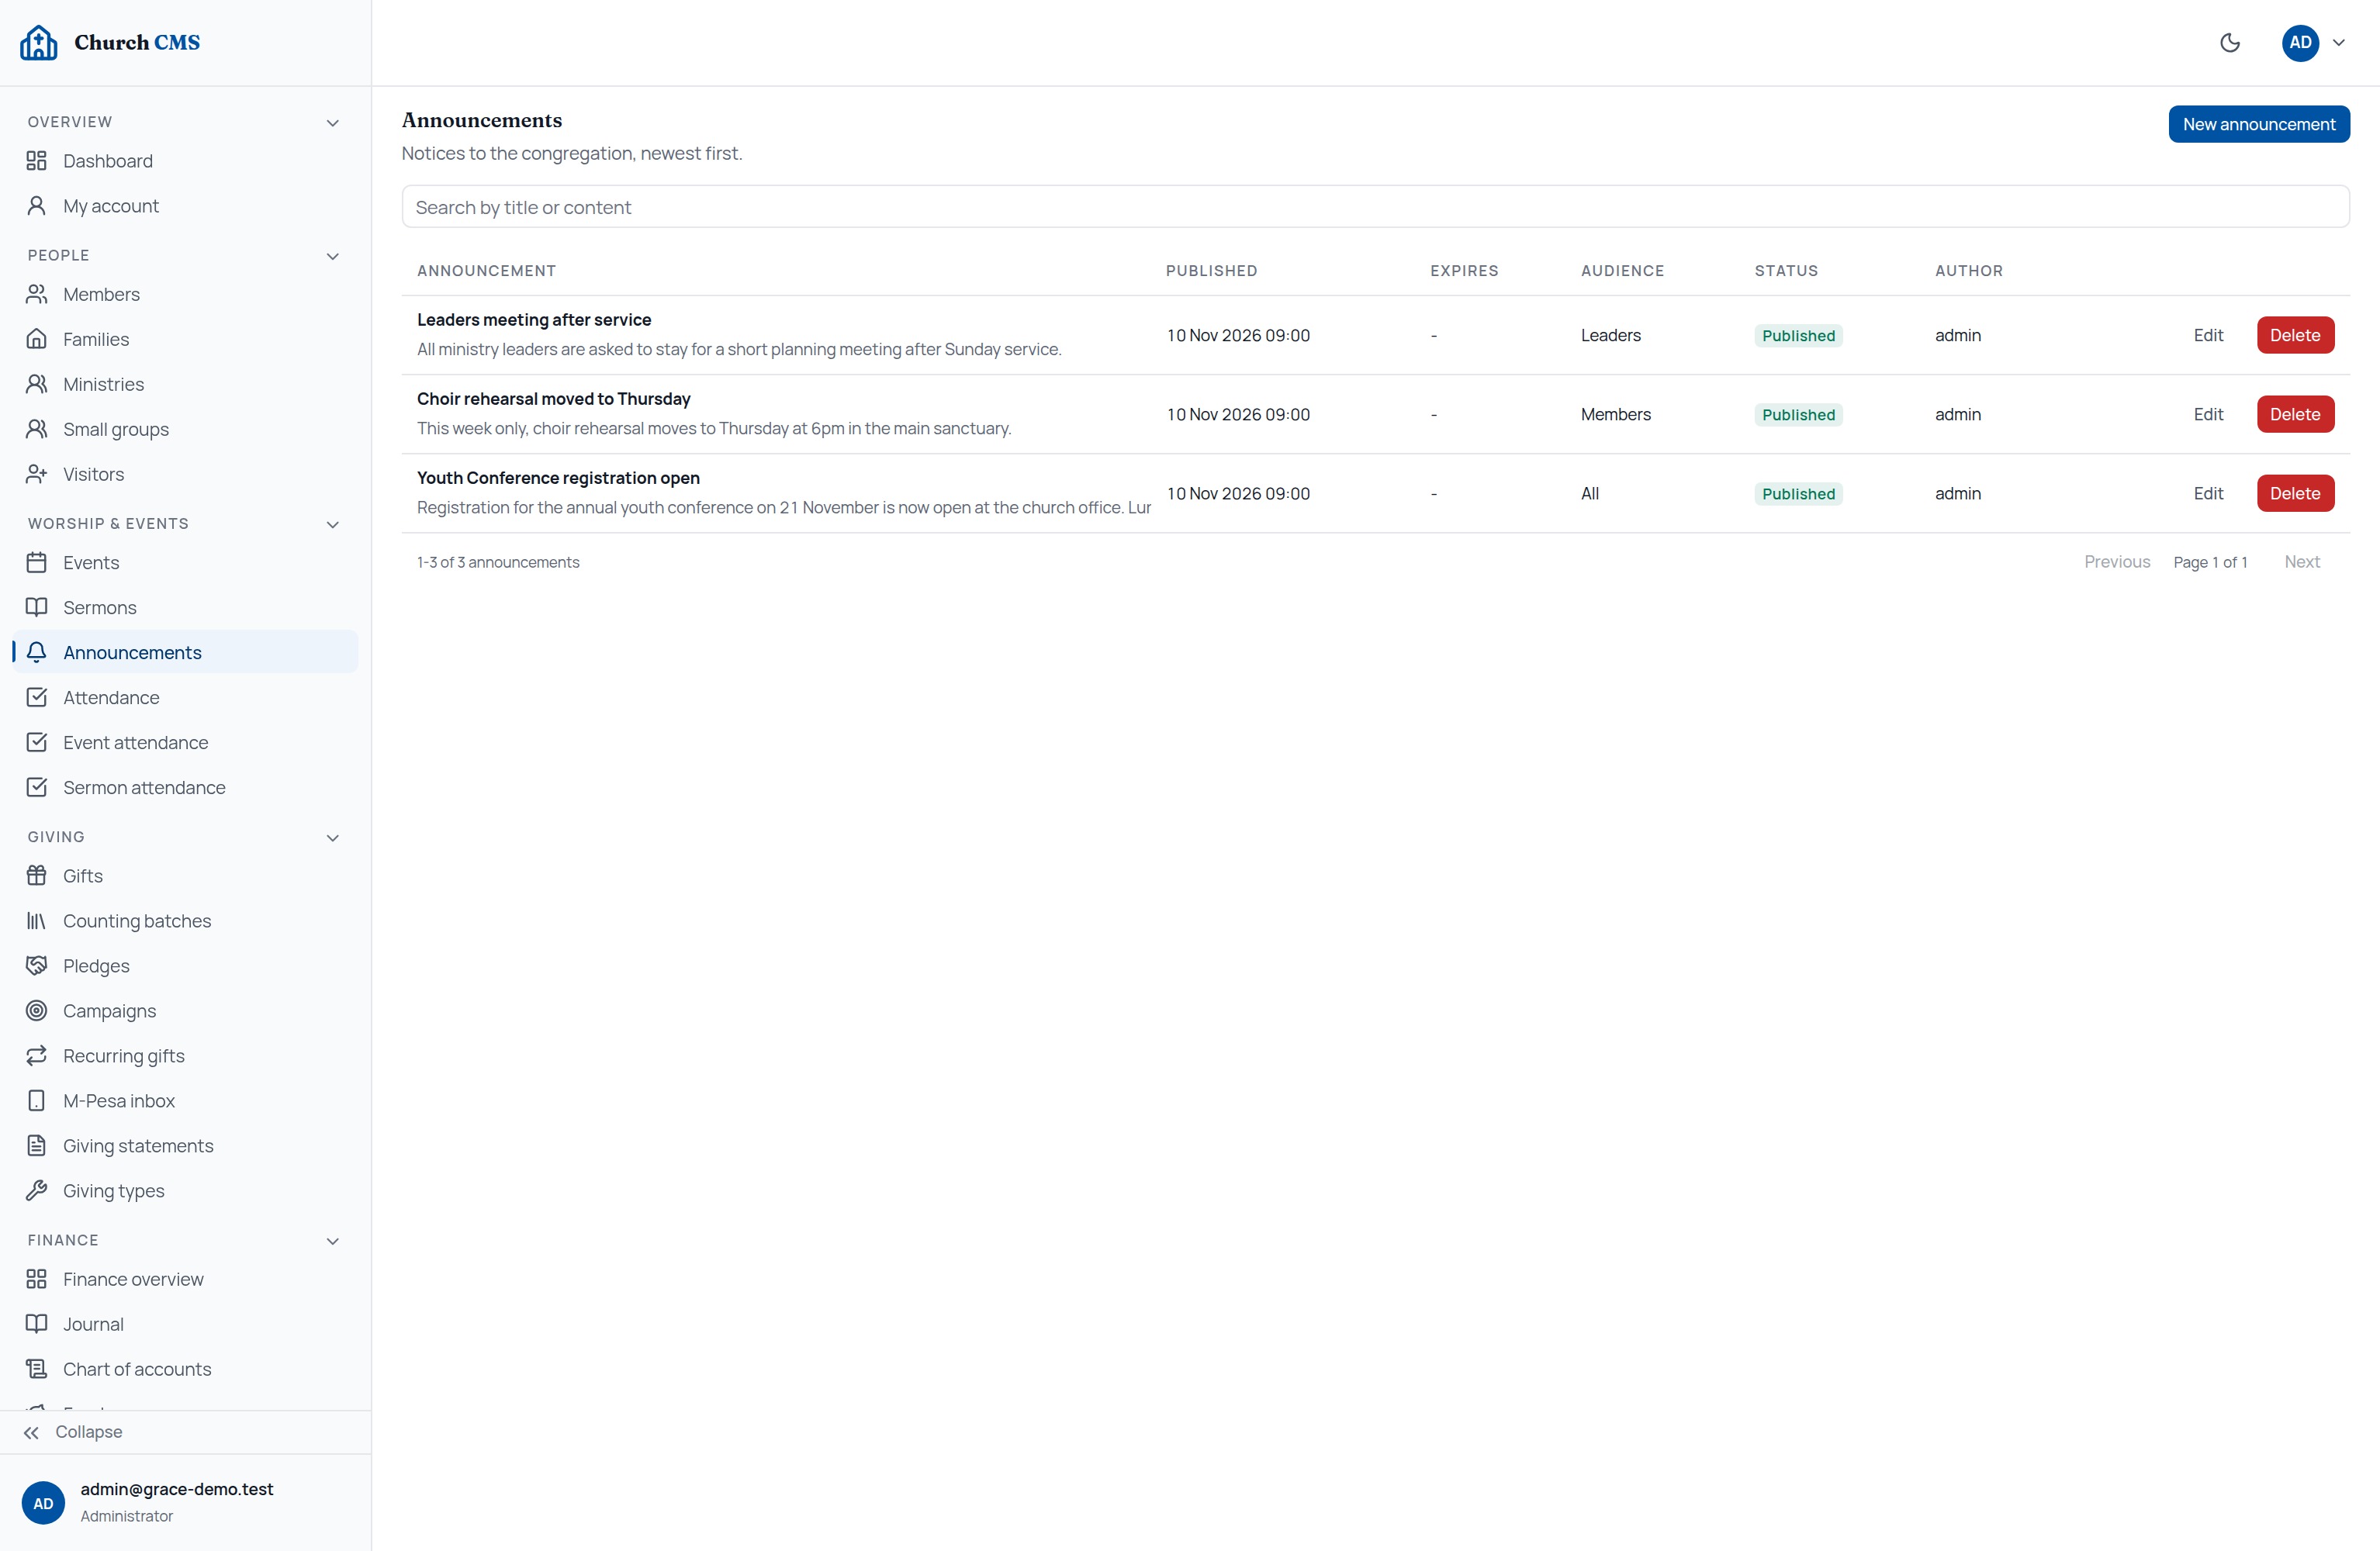 Church CMS
AD
OVERVIEW
Dashboard
My account
PEOPLE
Members
Families
Ministries
Small groups
Visitors
WORSHIP & EVENTS
Events
Sermons
Announcements
Attendance
Event attendance
Sermon attendance
GIVING
Gifts
Counting batches
Pledges
Campaigns
Recurring gifts
M-Pesa inbox
Giving statements
Giving types
FINANCE
Finance overview
Journal
Chart of accounts
Collapse
AD
admin@grace-demo.test
Administrator
Announcements
Notices to the congregation, newest first.
New announcement
Search by title or content
ANNOUNCEMENT PUBLISHED EXPIRES AUDIENCE STATUS AUTHOR
Leaders meeting after service
All ministry leaders are asked to stay for a short planning meeting after Sunday service.
10 Nov 2026 09:00 - Leaders Published admin Edit Delete
Choir rehearsal moved to Thursday
This week only, choir rehearsal moves to Thursday at 6pm in the main sanctuary.
10 Nov 2026 09:00 - Members Published admin Edit Delete
Youth Conference registration open
Registration for the annual youth conference on 21 November is now open at the church office. Lur
10 Nov 2026 09:00 - All Published admin Edit Delete
1-3 of 3 announcements
Previous Page 1 of 1 Next